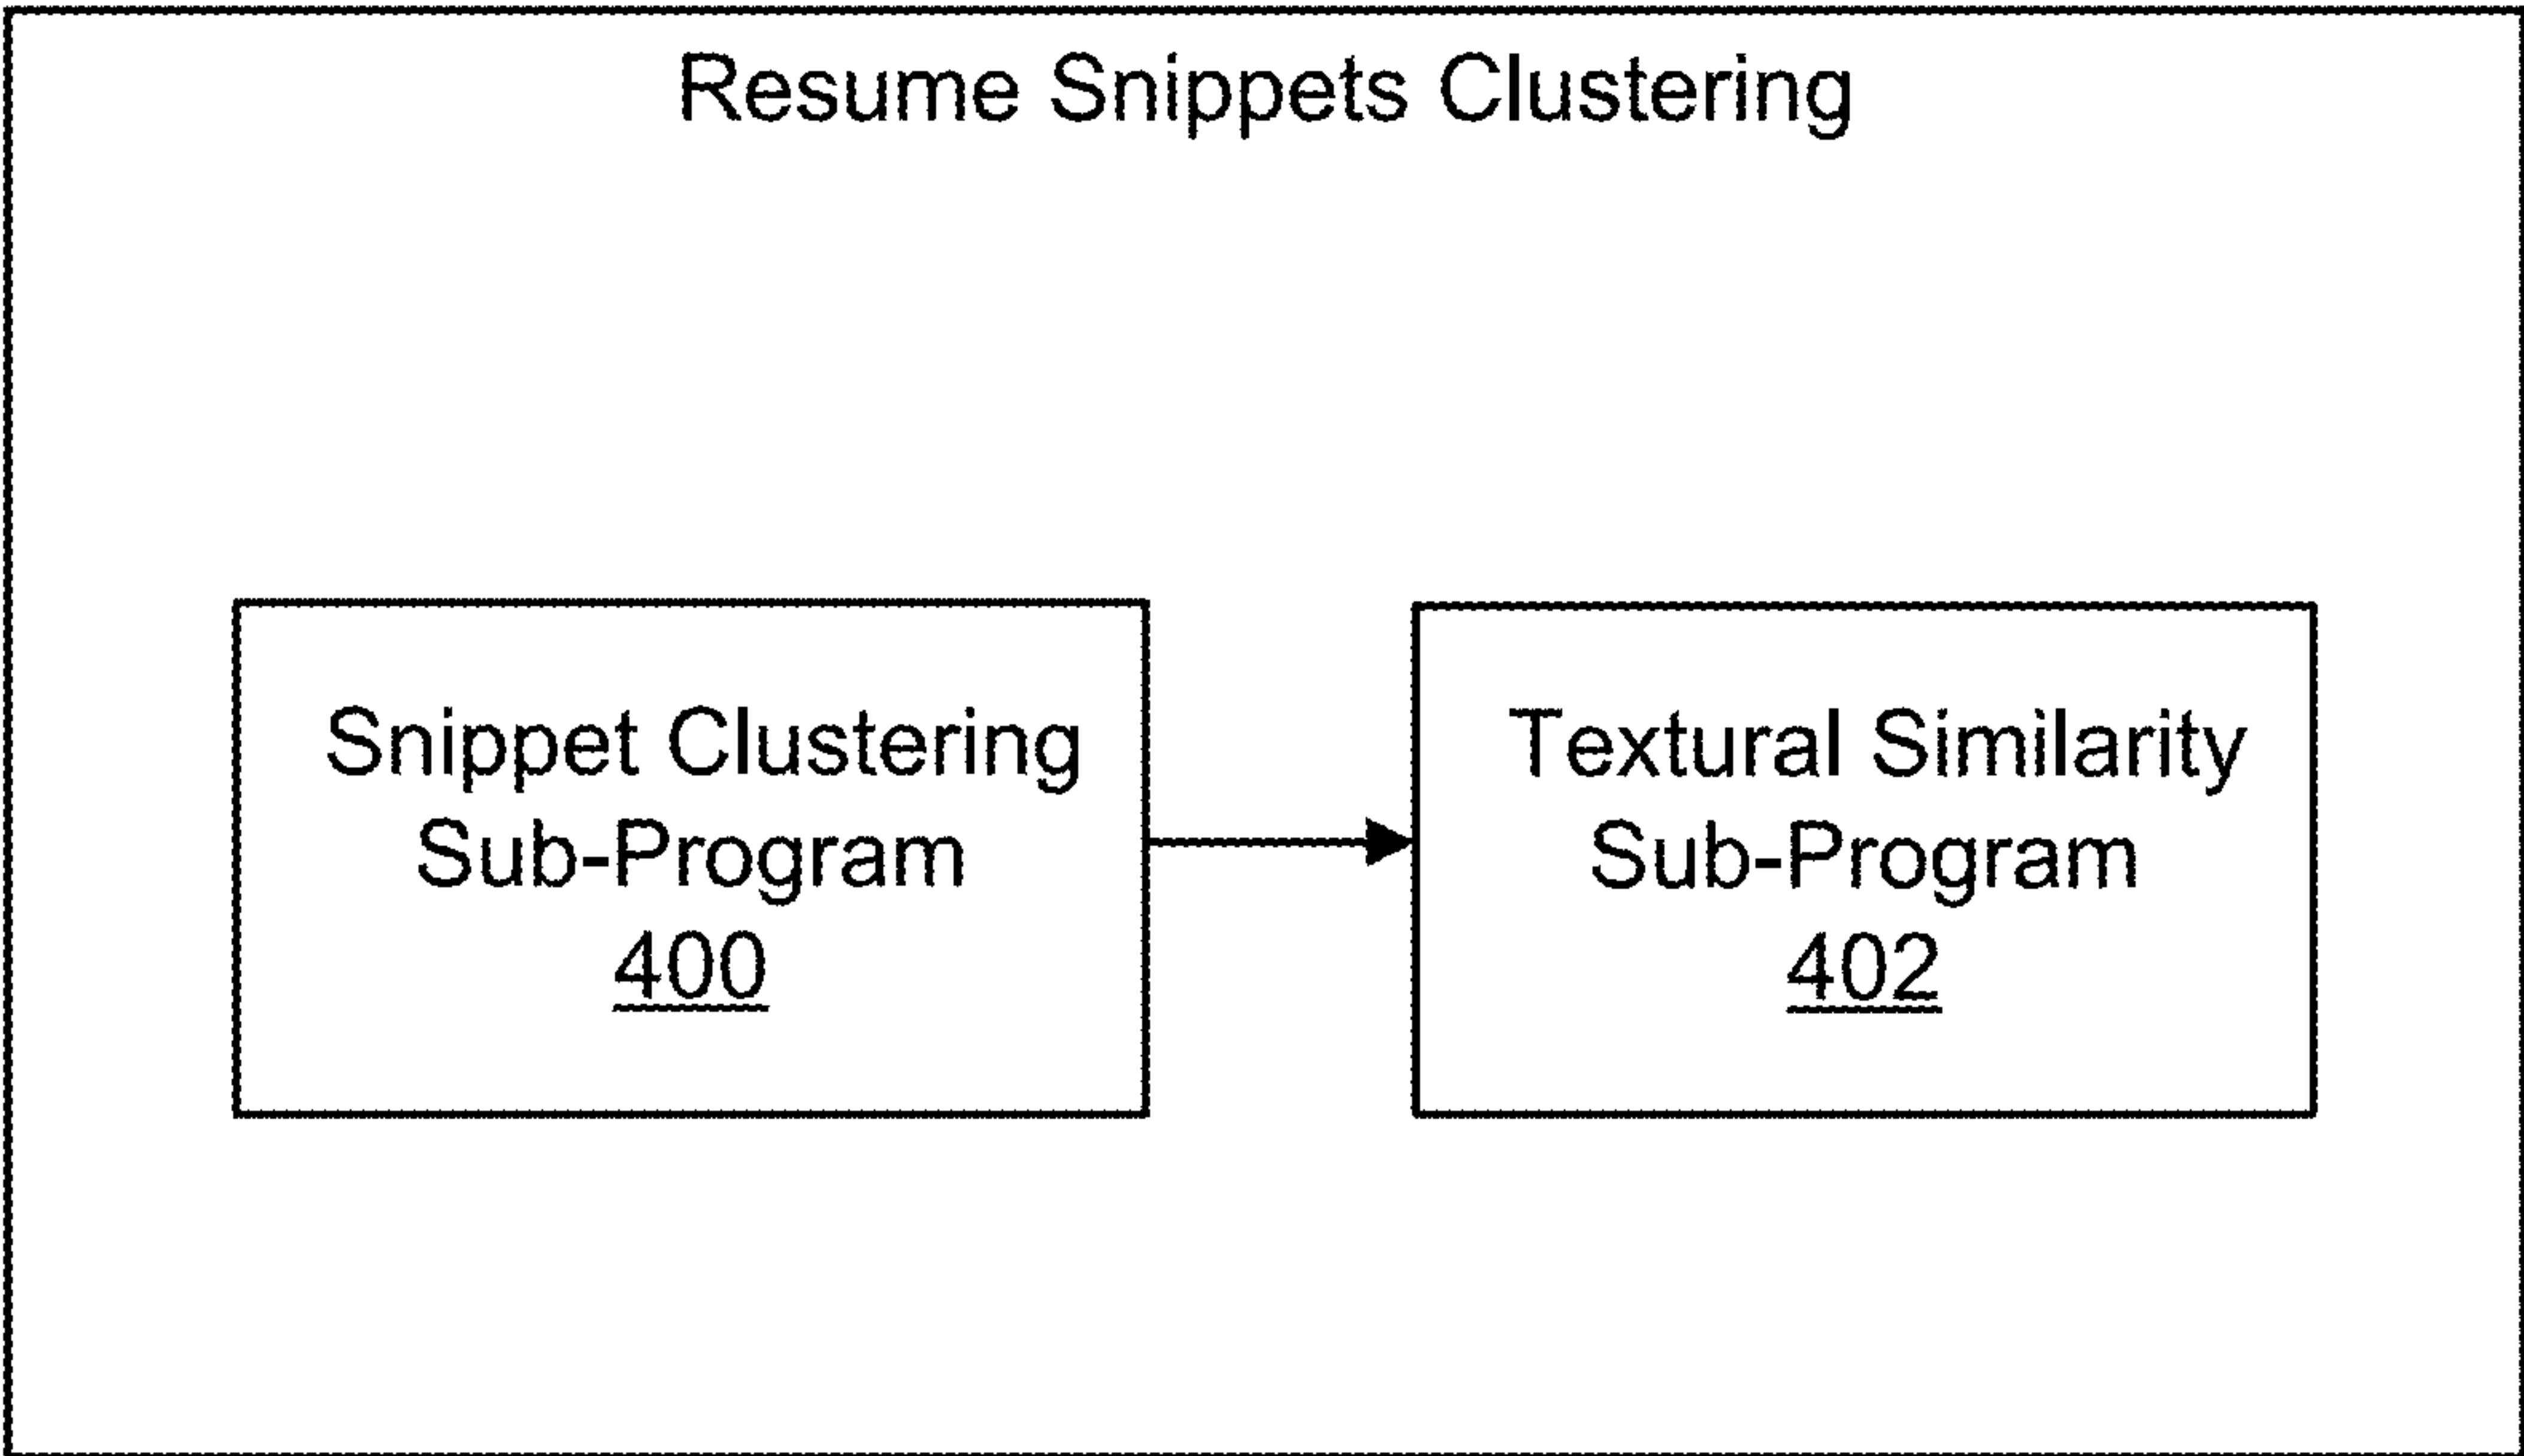 Resume Snippets Clustering
Snippet Clustering
Sub-Program
400
Textural Similarity
Sub-Program
402